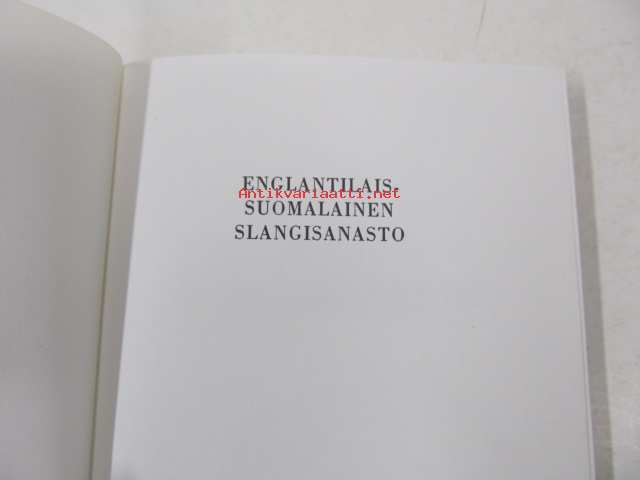 ENGLANTILAIS-
Antikvariaatti.net
SUOMALAINEN
SLANGISANASTO